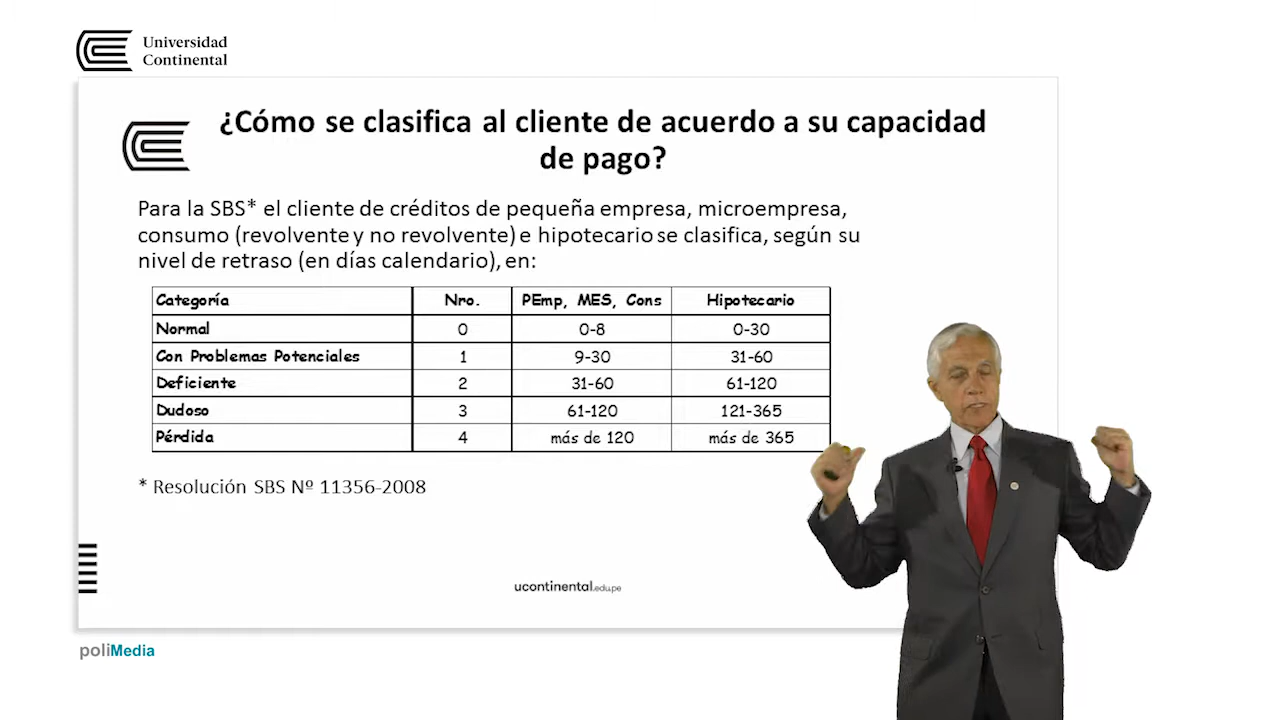 Universidad
Continental
¿Cómo se clasifica al cliente de acuerdo a su capacidad
de pago?
Para la SBS* el cliente de créditos de pequeña empresa, microempresa,
consumo (revolvente y no revolvente) e hipotecario se clasifica, según su
nivel de retraso (en días calendario), en:
Categoría Nro. PEmp, MES, Cons Hipotecario
Normal 0 0-8 0-30
Con Problemas Potenciales 1 9-30 31-60
Deficiente 2 31-60 61-120
Dudoso 3 61-120 121-365
Pérdida 4 más de 120 más de 365
* Resolución SBS Nº 11356-2008
ucontinental.edu.pe
poliMedia